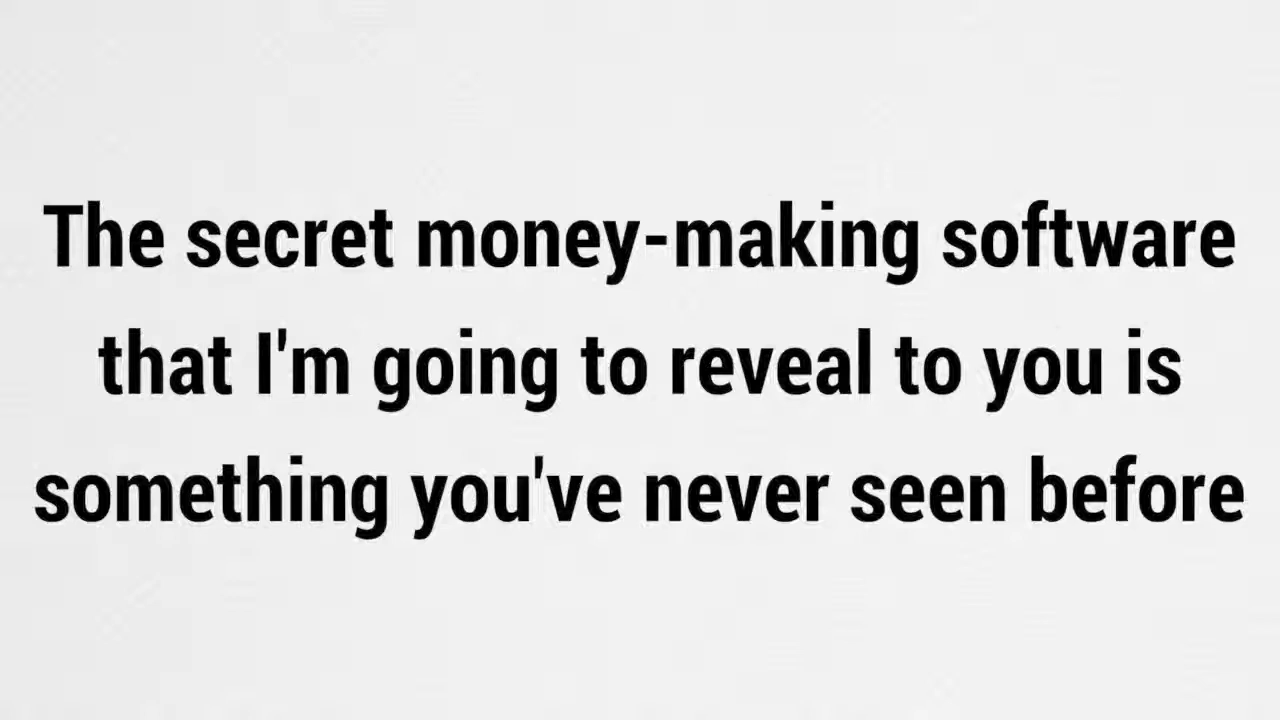 The secret money-making software
that I'm going to reveal to you is
something you've never seen before